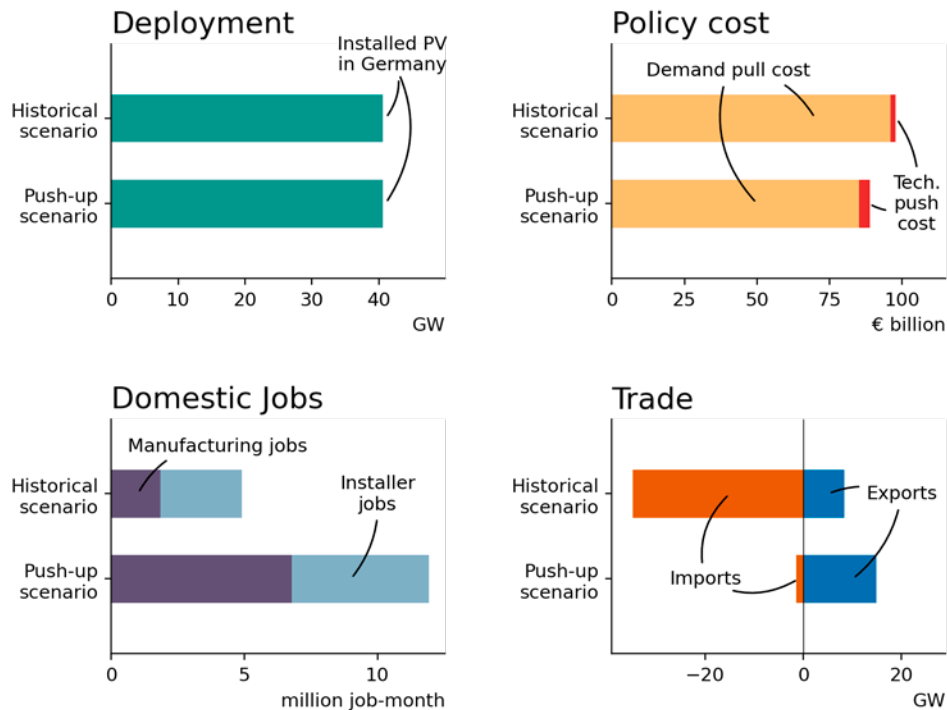 Deployment
Installed PV
in Germany
Historical
scenario
Push-up
scenario
0 10 20 30 40
GW
Policy cost
Demand pull cost
Historical
scenario
Push-up
scenario
Tech.
push
cost
0 25 50 75 100
€ billion
Domestic Jobs
Manufacturing jobs
Historical
scenario
Installer
jobs
Push-up
scenario
0 5 10
million job-month
Trade
Historical
scenario
Exports
Push-up
scenario
Imports
−20 0 20
GW